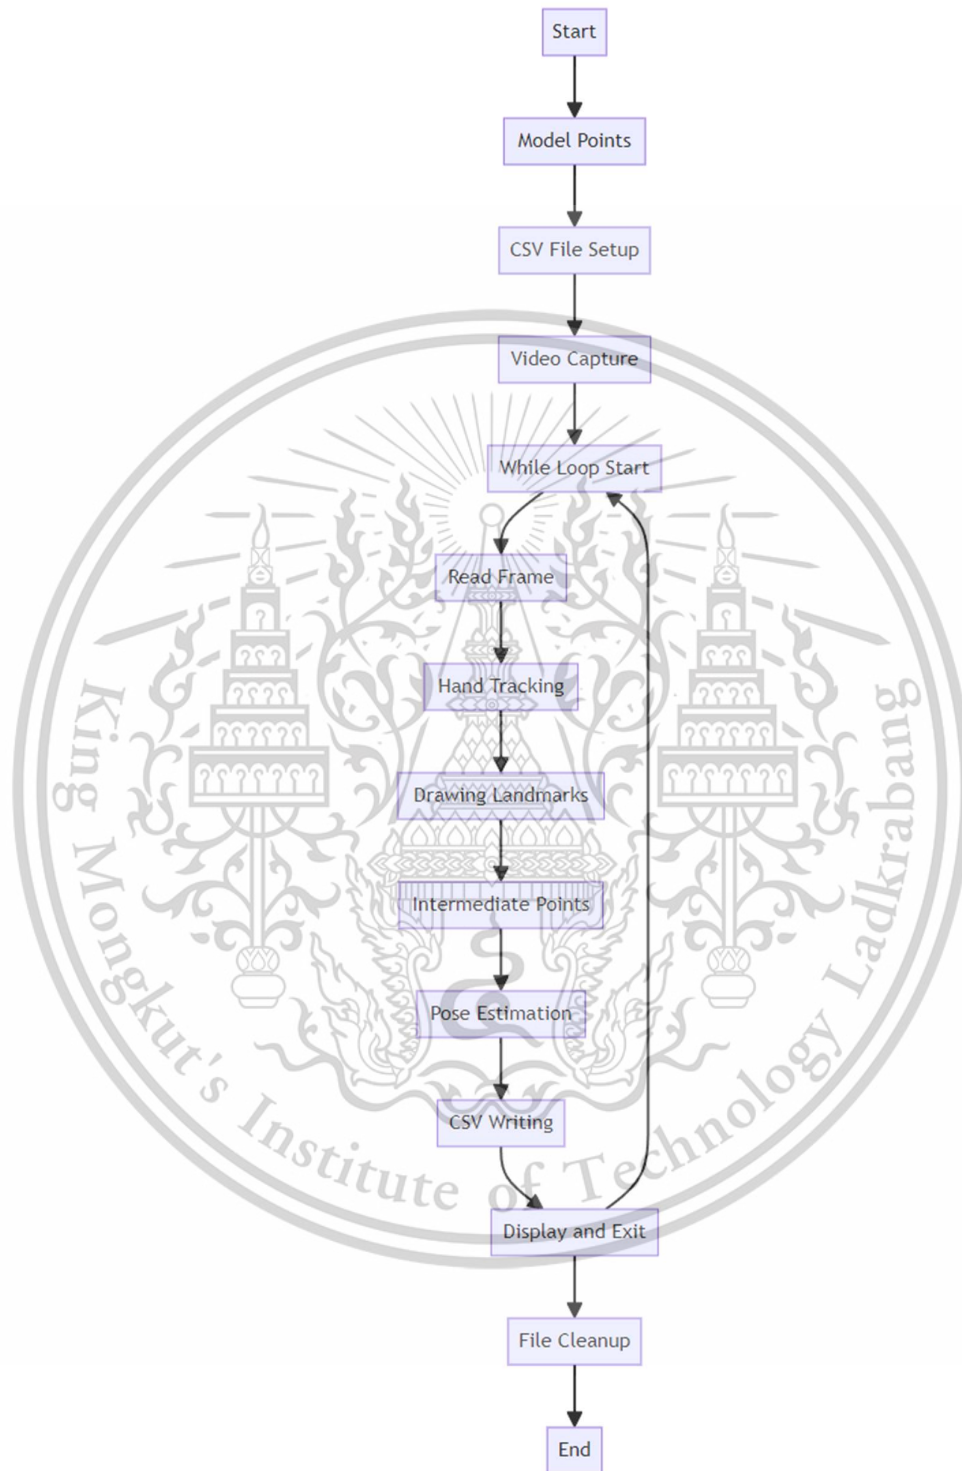 Start
Model Points
CSV File Setup
Video Capture
While Loop Start
Read Frame
Hand Tracking
Drawing Landmarks
Intermediate Points
Pose Estimation
CSV Writing
Display and Exit
File Cleanup
End
King Mongkut's Institute of Technology Ladkrabang